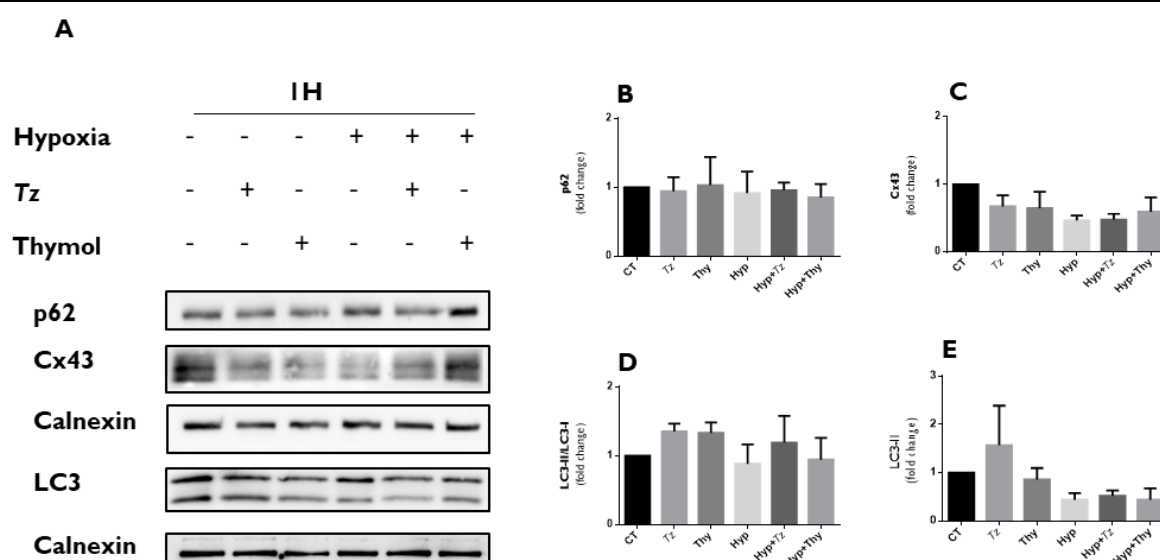 A
1H
Hypoxia - - - + + +
Tz - + - - + -
Thymol - - + - - +
p62
Cx43
Calnexin
LC3
Calnexin
B
p62
(fold change)
2
1
0
CT Tz Thy Hyp Hyp+Tz Hyp+Thy
C
Cx43
(fold change)
2
1
0
CT Tz Thy Hyp Hyp+Tz Hyp+Thy
D
LC3-II/LC3-I
(fold change)
2
1
0
CT Tz Thy Hyp Hyp+Tz Hyp+Thy
E
LC3-II
(fold change)
3
2
1
0
CT Tz Thy Hyp Hyp+Tz Hyp+Thy